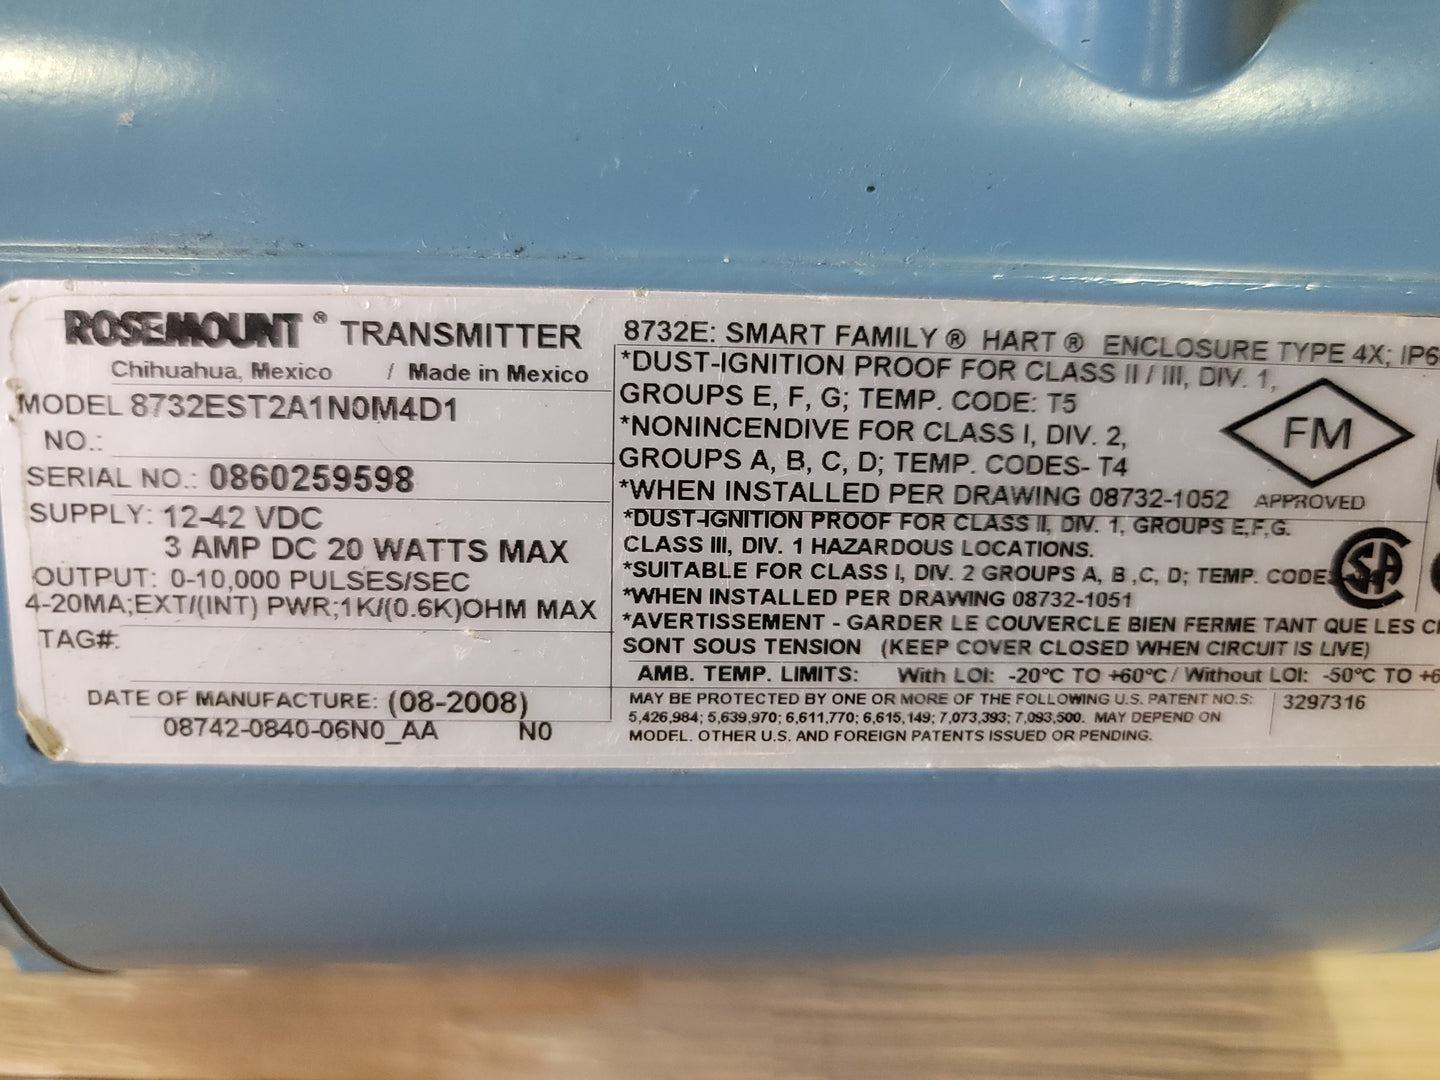 ROSEMOUNT ® TRANSMITTER
Chihuahua, Mexico / Made in Mexico
MODEL 8732EST2A1N0M4D1
NO.:
SERIAL NO.: 0860259598
SUPPLY: 12-42 VDC
3 AMP DC 20 WATTS MAX
OUTPUT: 0-10,000 PULSES/SEC
4-20MA;EXT/(INT) PWR;1K/(0.6K)OHM MAX
TAG#:
DATE OF MANUFACTURE: (08-2008)
08742-0840-06N0_AA N0
8732E: SMART FAMILY ® HART ® ENCLOSURE TYPE 4X;
*DUST-IGNITION PROOF FOR CLASS II / III, DIV. 1,
GROUPS E, F, G; TEMP. CODE: T5
*NONINCENDIVE FOR CLASS I, DIV. 2,
GROUPS A, B, C, D; TEMP. CODES- T4
*WHEN INSTALLED PER DRAWING 08732-1052
FM
APPROVED
*DUST-IGNITION PROOF FOR CLASS II, DIV. 1, GROUPS E,F,G.
CLASS III, DIV. 1 HAZARDOUS LOCATIONS.
*SUITABLE FOR CLASS I, DIV. 2 GROUPS A, B ,C, D; TEMP. CODE
*WHEN INSTALLED PER DRAWING 08732-1051
SA
*AVERTISSEMENT - GARDER LE COUVERCLE BIEN FERME TANT QUE LES
SONT SOUS TENSION (KEEP COVER CLOSED WHEN CIRCUIT IS LIVE)
AMB. TEMP. LIMITS: With LOI: -20°C TO +60°C / Without LOI: -50°C TO
MAY BE PROTECTED BY ONE OR MORE OF THE FOLLOWING U.S. PATENT NO.S:
5,426,984; 5,639,970; 6,611,770; 6,615,149; 7,073,393; 7,093,500. MAY DEPEND ON
MODEL. OTHER U.S. AND FOREIGN PATENTS ISSUED OR PENDING.
3297316